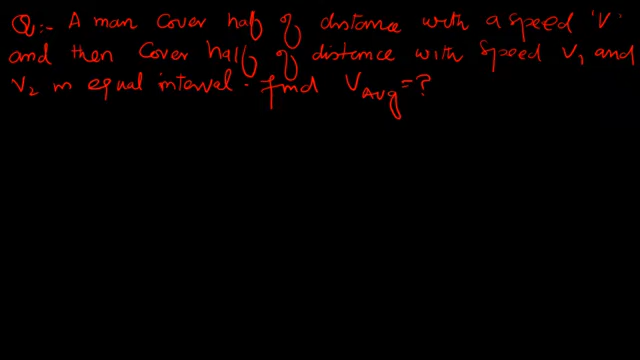 Q:- A man Cover half of distance with a speed 'V'
and then Cover half of distance with speed V₁ and
V₂ in equal interval. find V_Avg = ?